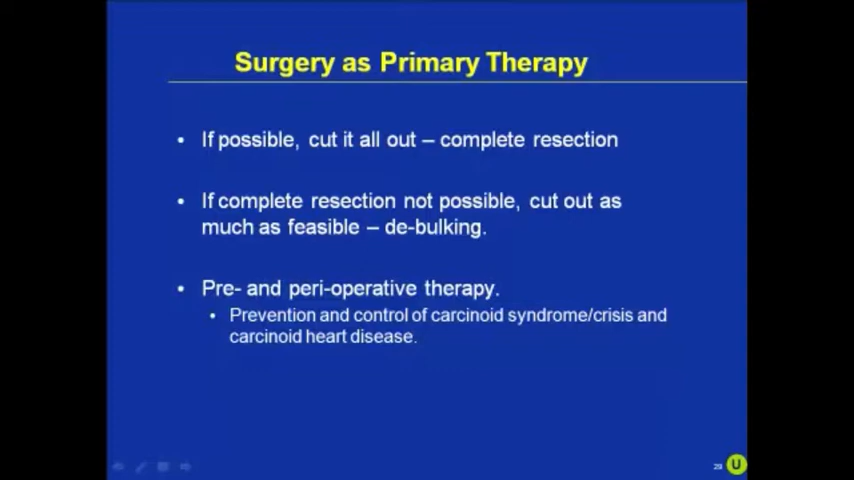 Surgery as Primary Therapy
• If possible, cut it all out – complete resection
• If complete resection not possible, cut out as
much as feasible – de-bulking.
• Pre- and peri-operative therapy.
• Prevention and control of carcinoid syndrome/crisis and
carcinoid heart disease.
29 U